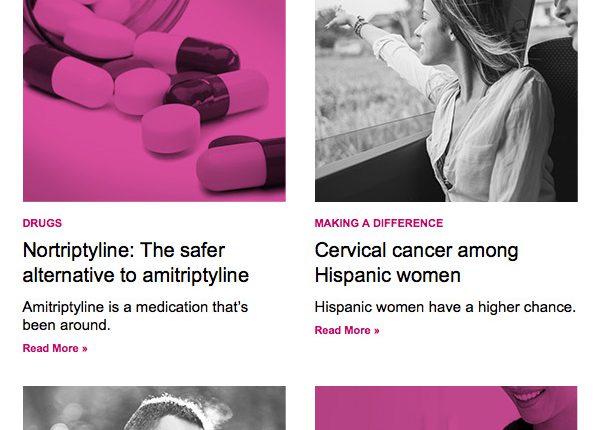 DRUGS
Nortriptyline: The safer
alternative to amitriptyline
Amitriptyline is a medication that's
been around.
Read More »
MAKING A DIFFERENCE
Cervical cancer among
Hispanic women
Hispanic women have a higher chance.
Read More »